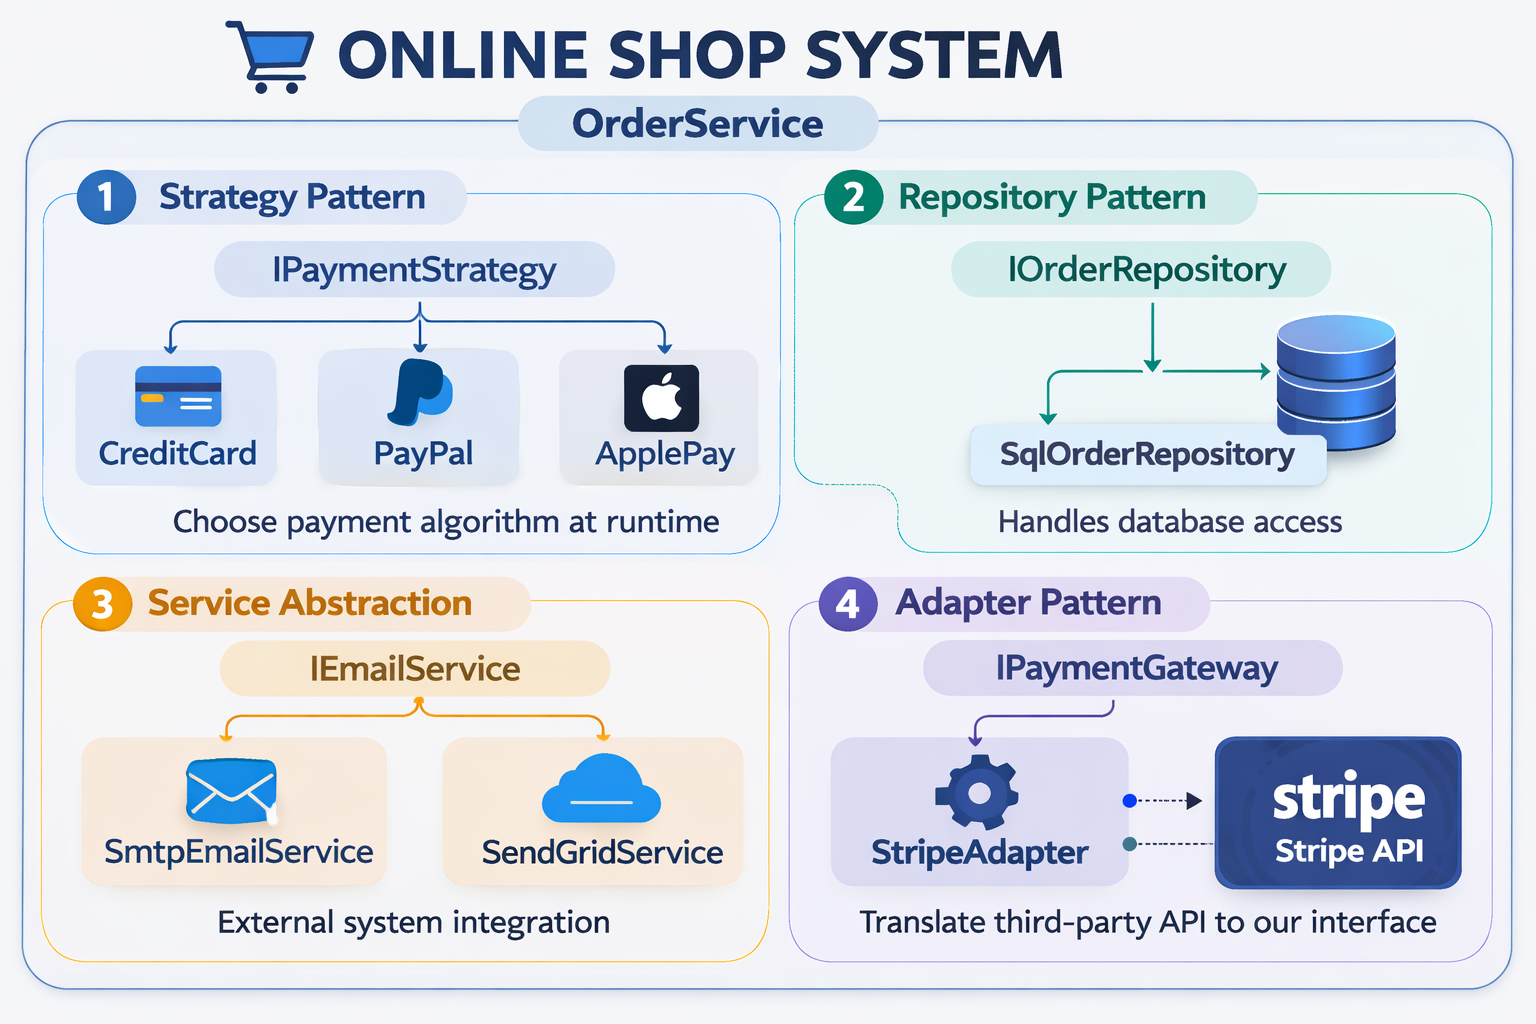 ONLINE SHOP SYSTEM
OrderService
1 Strategy Pattern
IPaymentStrategy
CreditCard
PayPal
ApplePay
Choose payment algorithm at runtime
2 Repository Pattern
IOrderRepository
SqlOrderRepository
Handles database access
3 Service Abstraction
IEmailService
SmtpEmailService
SendGridService
External system integration
4 Adapter Pattern
IPaymentGateway
StripeAdapter
stripe
Stripe API
Translate third-party API to our interface